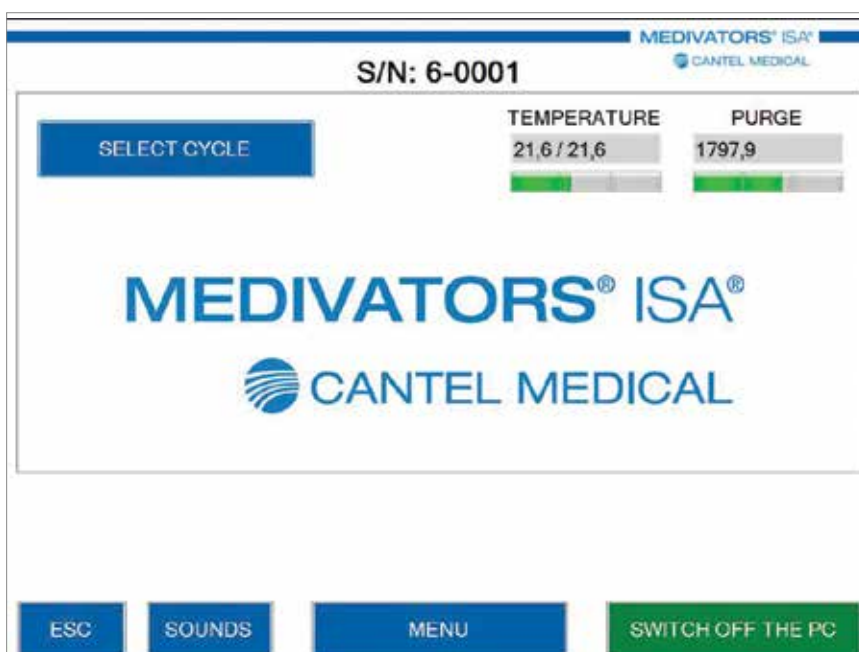 MEDIVATORS® ISA®
CANTEL MEDICAL
S/N: 6-0001
SELECT CYCLE
TEMPERATURE
21,6 / 21,6
PURGE
1797,9
MEDIVATORS® ISA®
CANTEL MEDICAL
ESC
SOUNDS
MENU
SWITCH OFF THE PC